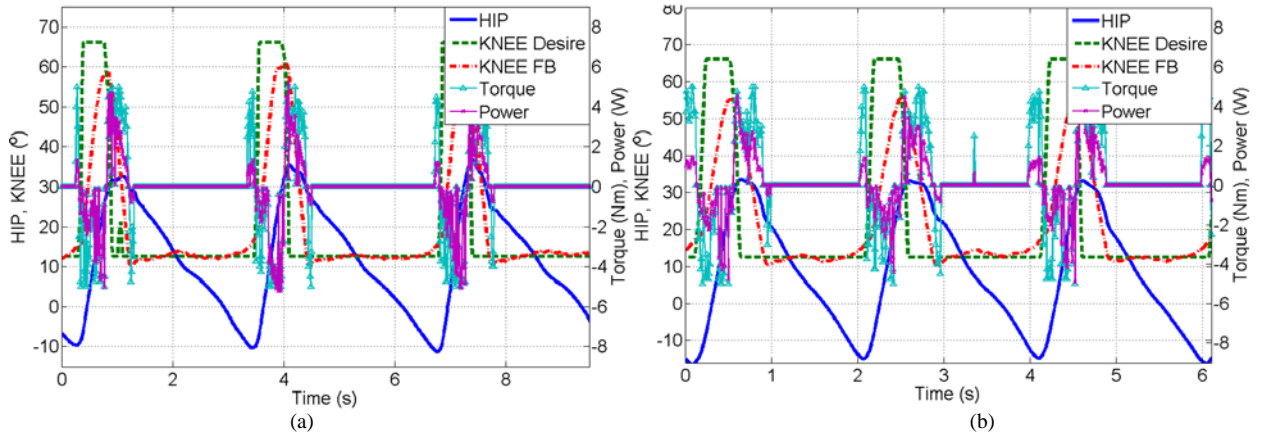 75
70
60
50
40
30
20
10
0
-10
HIP, KNEE (º)
0
2
4
6
8
Time (s)
8
6
4
2
0
-2
-4
-6
-8
Torque (Nm), Power (W)
HIP
KNEE Desire
KNEE FB
Torque
Power
(a)
80
70
60
50
40
30
20
10
0
-10
HIP, KNEE (º)
0
1
2
3
4
5
6
Time (s)
8
6
4
2
0
-2
-4
-6
-8
Torque (Nm), Power (W)
HIP
KNEE Desire
KNEE FB
Torque
Power
(b)